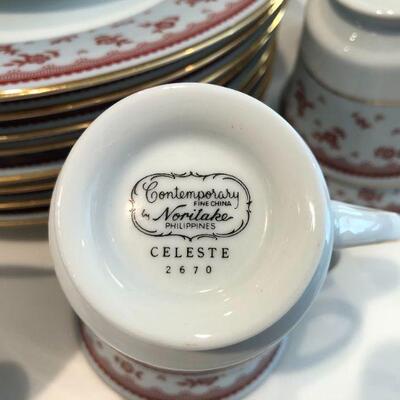 Contemporary
FINE CHINA
by Noritake
PHILIPPINES
CELESTE
2670